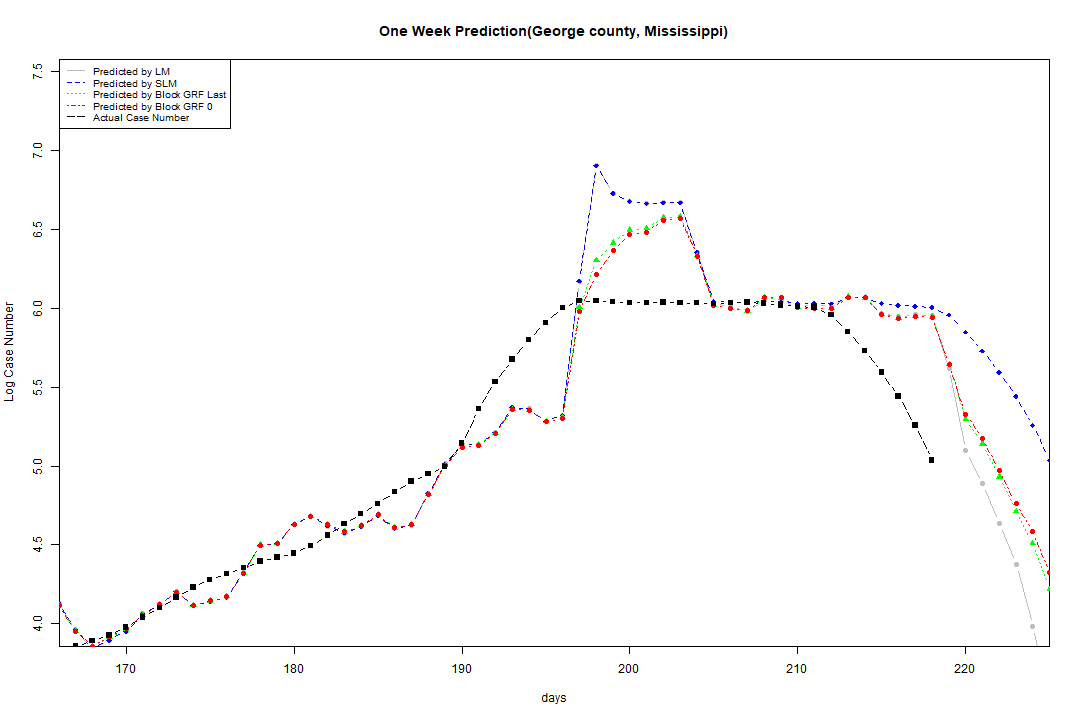 One Week Prediction(George county, Mississippi)
Predicted by LM
Predicted by SLM
Predicted by Block GRF Last
Predicted by Block GRF 0
Actual Case Number
7.5
7.0
6.5
6.0
5.5
5.0
4.5
4.0
Log Case Number
170 180 190 200 210 220
days